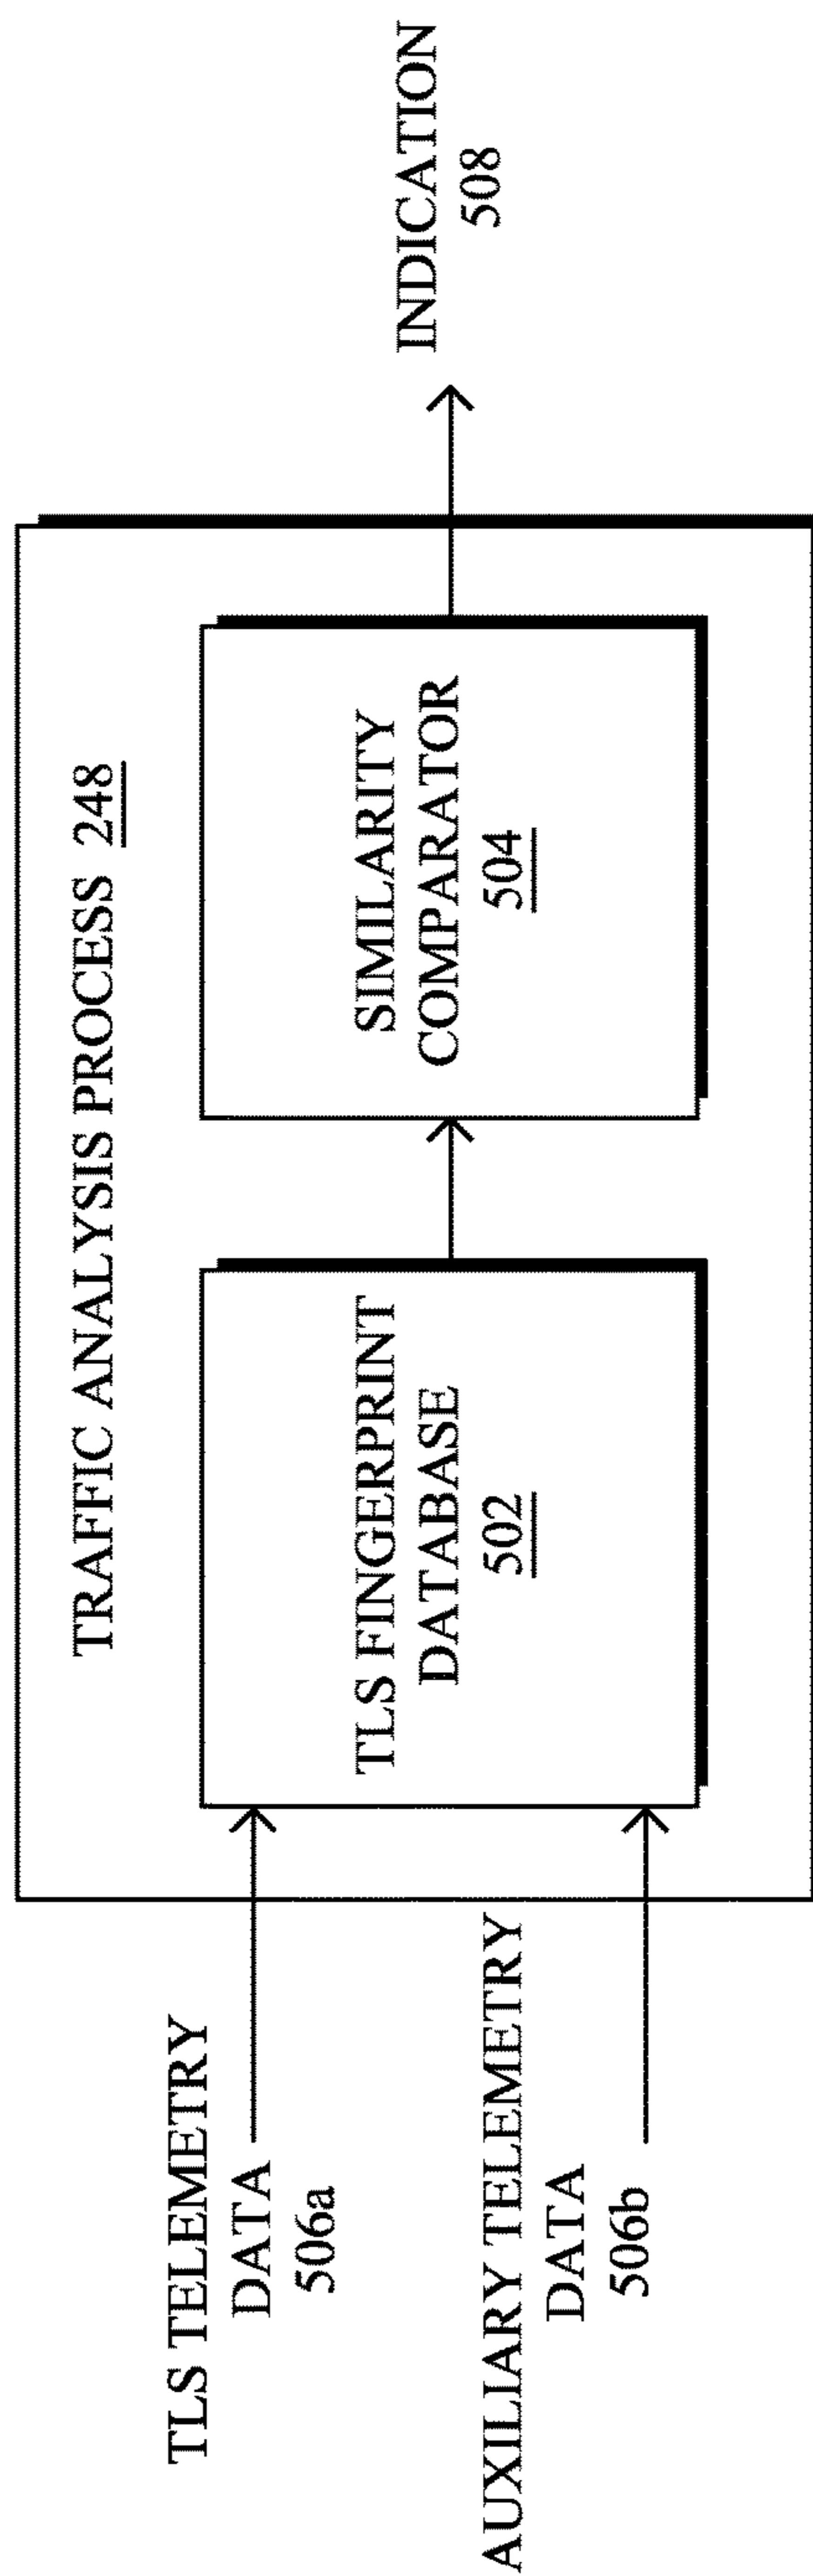 TRAFFIC ANALYSIS PROCESS 248
TLS TELEMETRY
DATA
506a
AUXILIARY TELEMETRY
DATA
506b
TLS FINGERPRINT
DATABASE
502
SIMILARITY
COMPARATOR
504
INDICATION
508